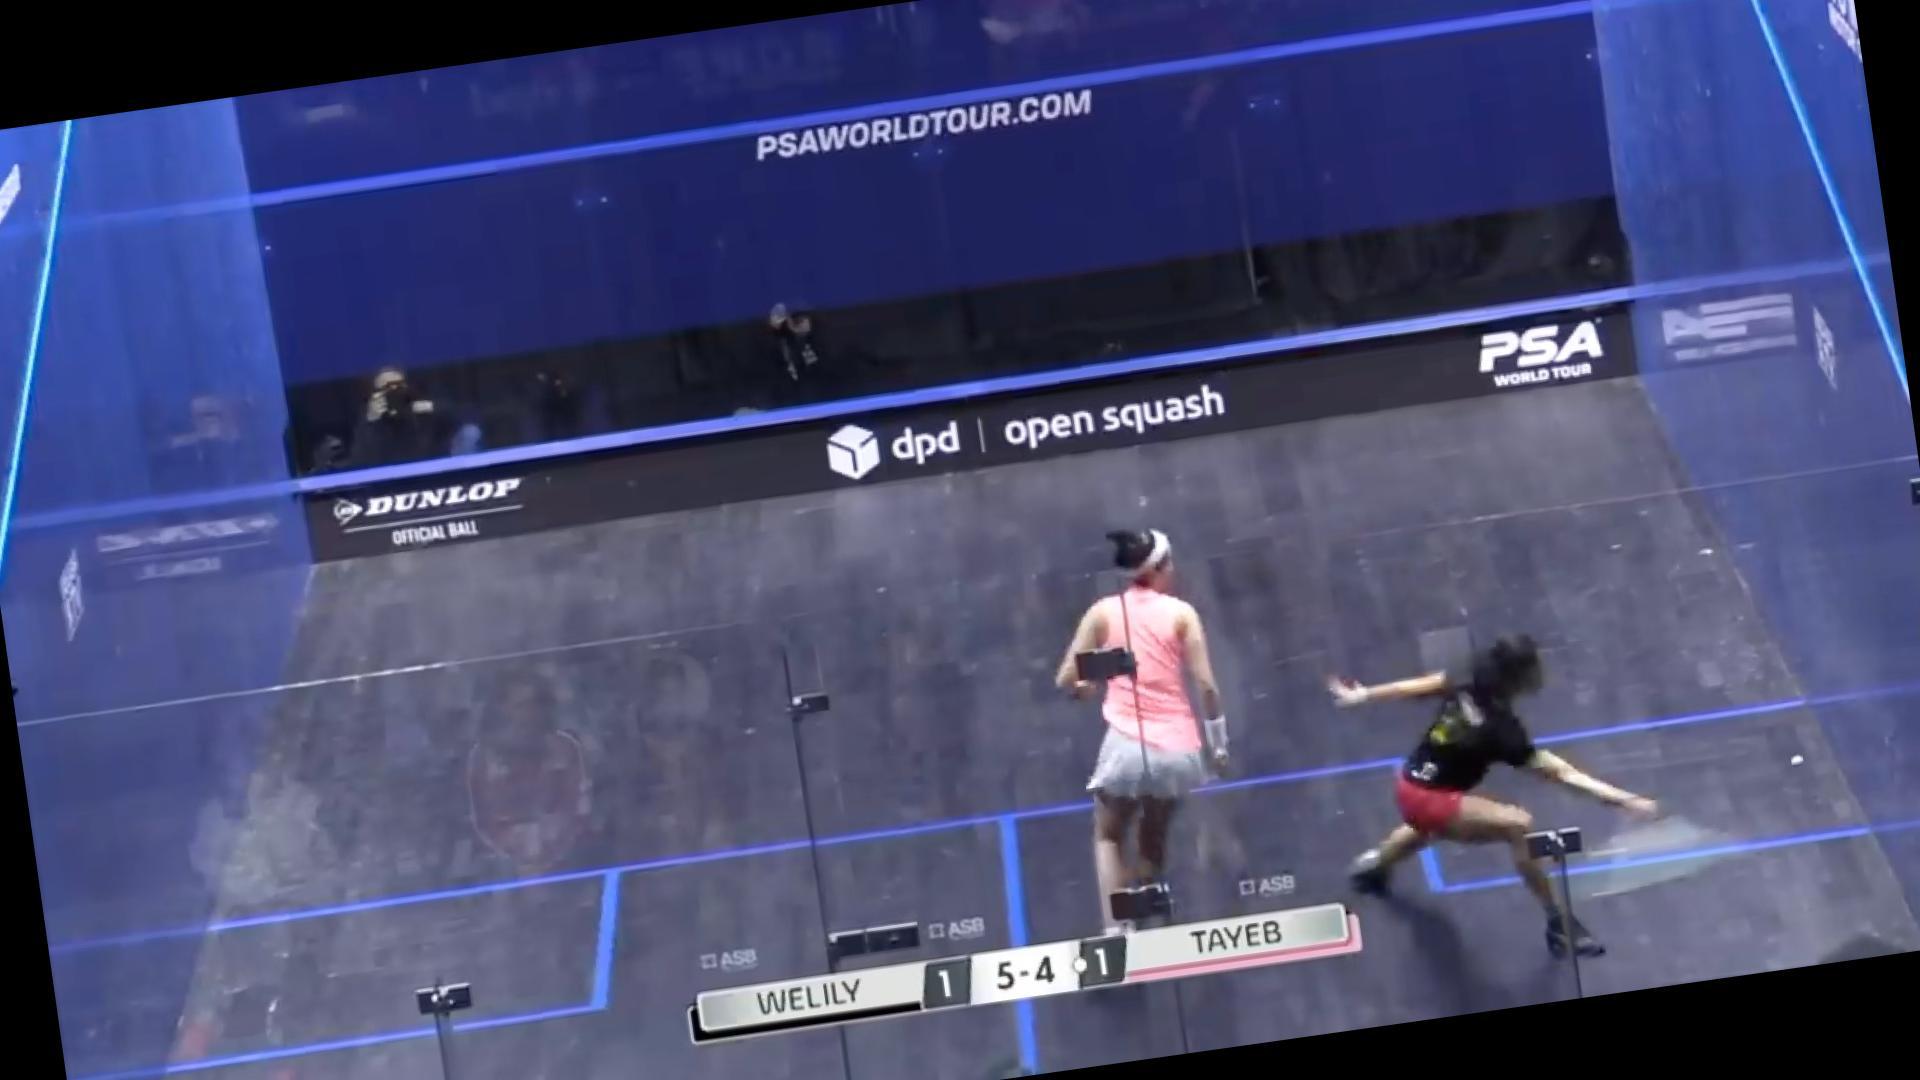 PSAWORLDTOUR.COM
PSA
WORLD TOUR
dpd | open squash
DUNLOP
OFFICIAL BALL
ASB
ASB
ASB
WELILY 1 5-4 1 TAYEB